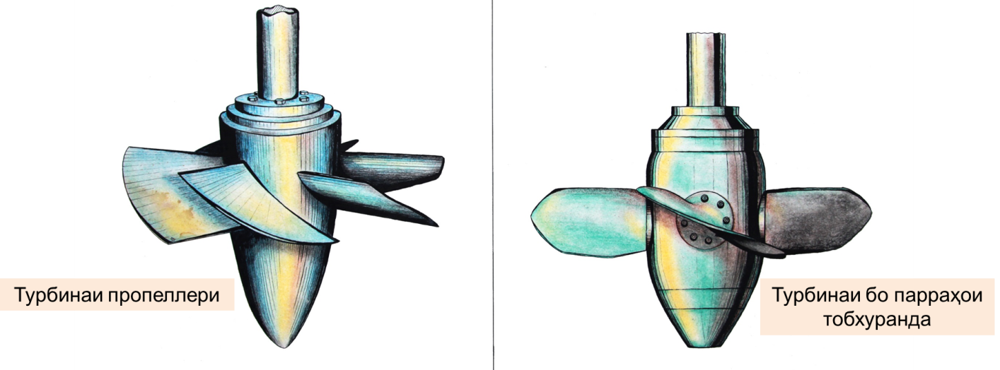 Турбинаи пропеллери
Турбинаи бо парраҳои
тобхуранда